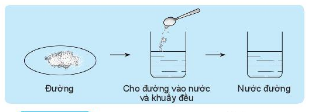 Đường
Cho đường vào nước
và khuấy đều
Nước đường